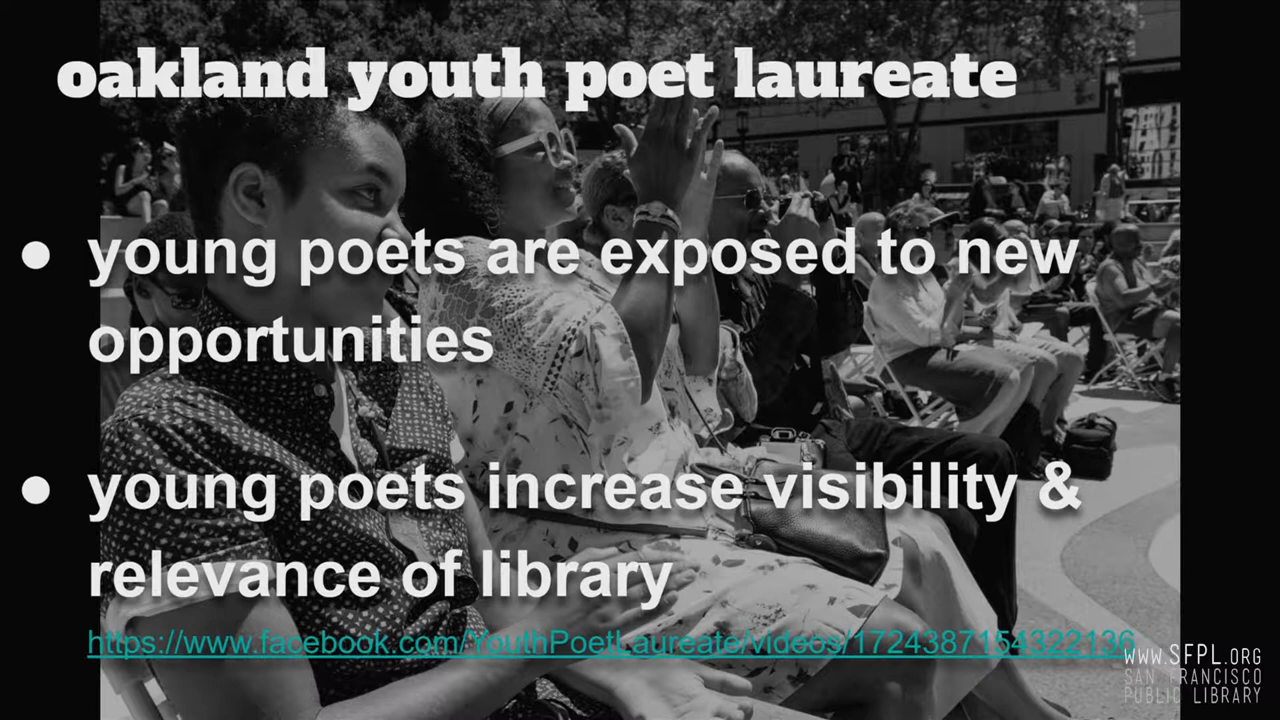 oakland youth poet laureate
● young poets are exposed to new
opportunities
● young poets increase visibility &
relevance of library
https://www.facebook.com/YouthPoetLaureate/videos/1724387154322136
WWW.SFPL.ORG
SAN FRANCISCO
PUBLIC LIBRARY